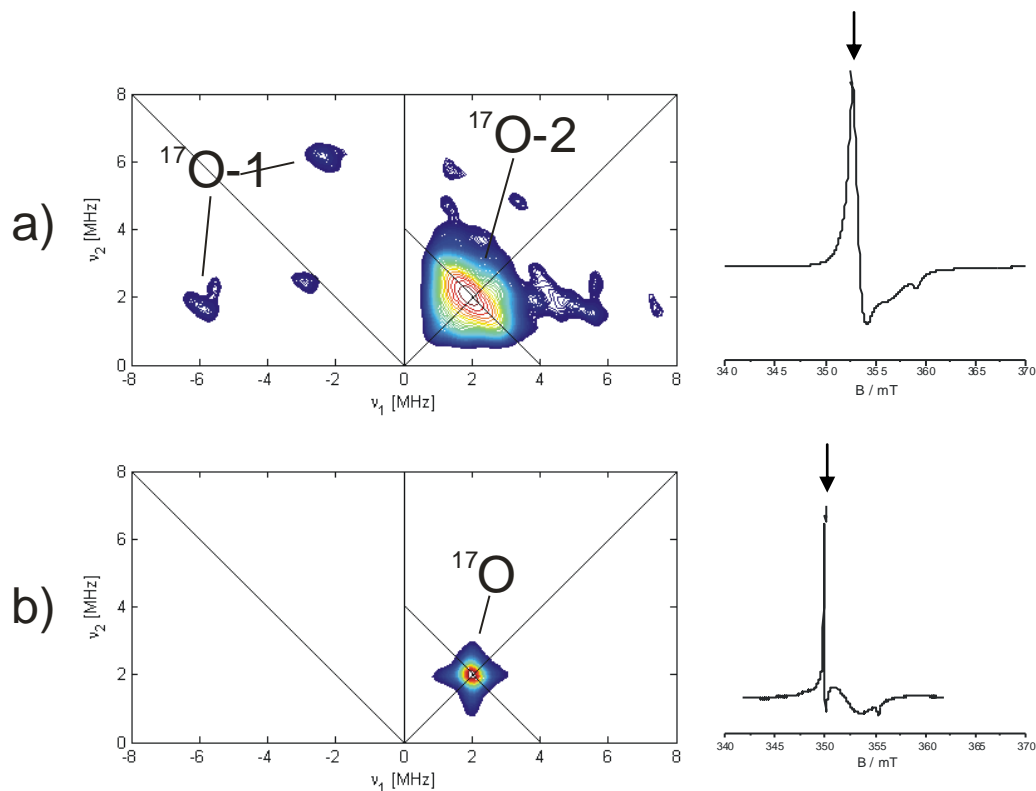 a)
¹⁷O-1
¹⁷O-2
8
6
4
2
0
ν₂ [MHz]
-8 -6 -4 -2 0 2 4 6 8
ν₁ [MHz]
340 345 350 355 360 365 370
B / mT
b)
¹⁷O
8
6
4
2
0
ν₂ [MHz]
-8 -6 -4 -2 0 2 4 6 8
ν₁ [MHz]
340 345 350 355 360 365 370
B / mT